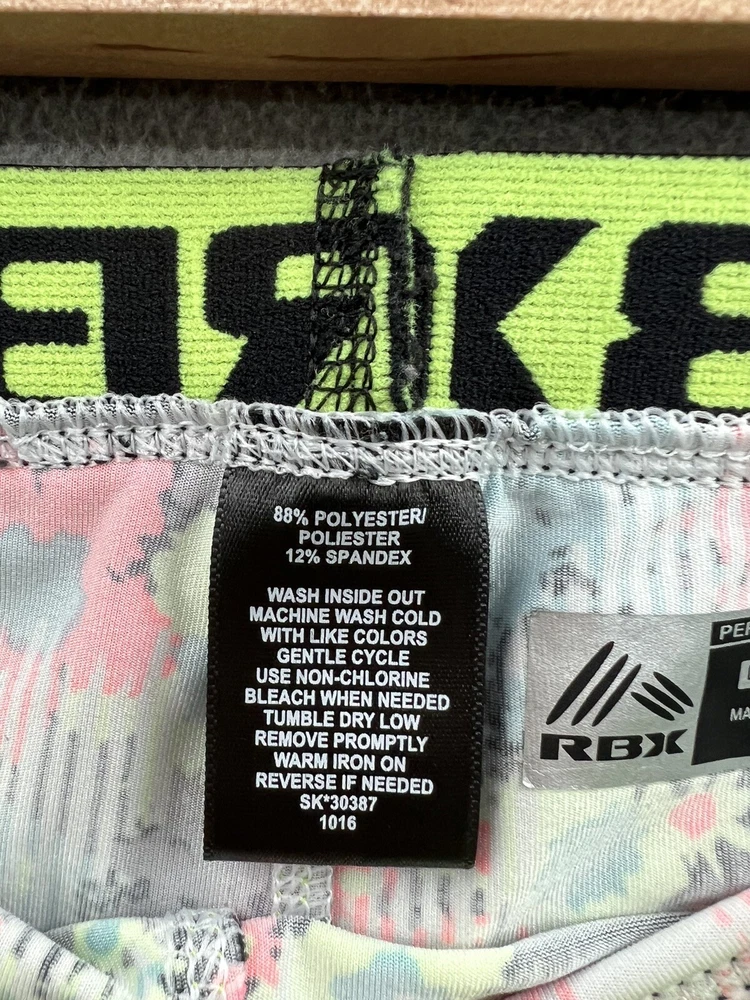 88% POLYESTER/
POLIESTER
12% SPANDEX
WASH INSIDE OUT
MACHINE WASH COLD
WITH LIKE COLORS
GENTLE CYCLE
USE NON-CHLORINE
BLEACH WHEN NEEDED
TUMBLE DRY LOW
REMOVE PROMPTLY
WARM IRON ON
REVERSE IF NEEDED
SK*30387
1016
RBX